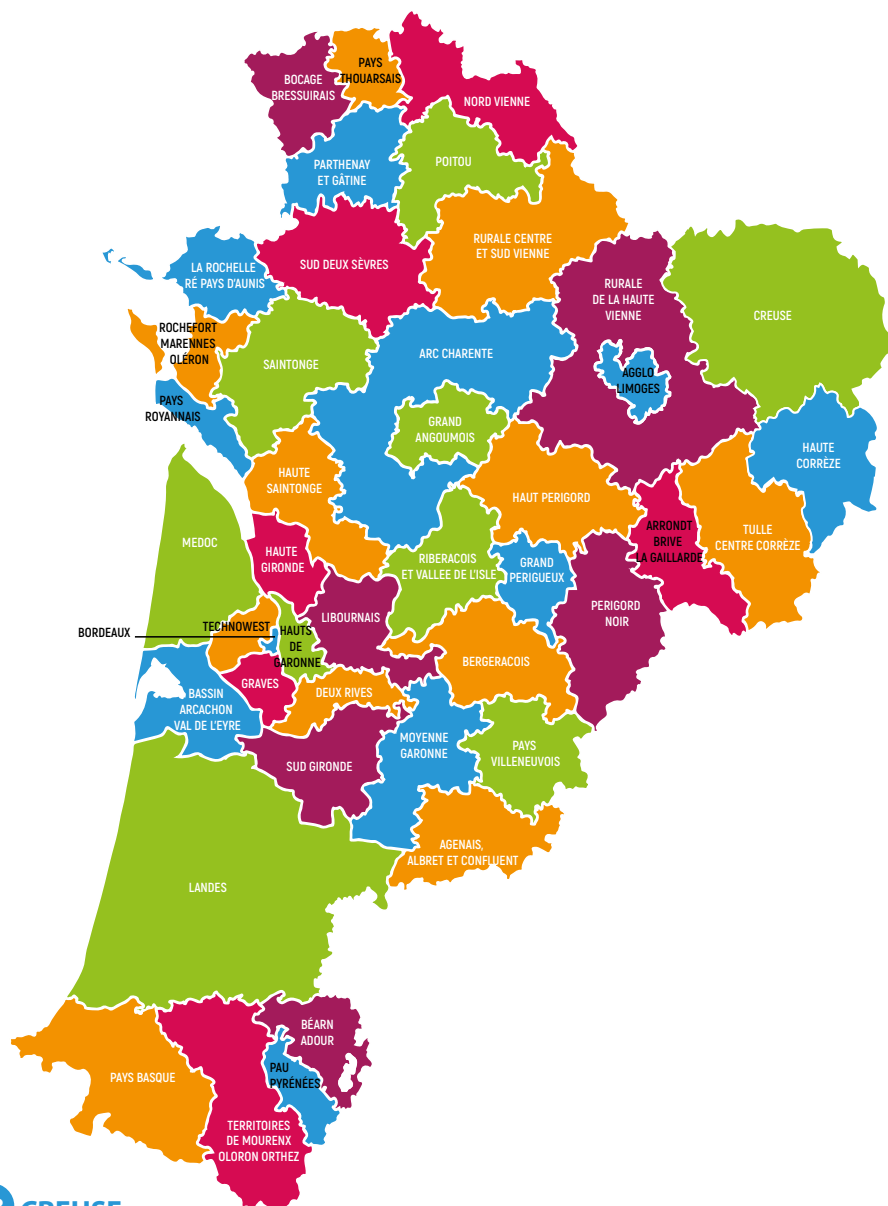 BOCAGE
BRESSUIRAIS
PAYS
THOUARSAIS
NORD VIENNE
PARTHENAY
ET GÂTINE
POITOU
LA ROCHELLE
RÉ PAYS D'AUNIS
SUD DEUX SÈVRES
RURALE CENTRE
ET SUD VIENNE
RURALE
DE LA HAUTE
VIENNE
CREUSE
ROCHEFORT
MARENNES
OLÉRON
SAINTONGE
ARC CHARENTE
AGGLO
LIMOGES
PAYS
ROYANNAIS
GRAND
ANGOUMOIS
HAUTE
CORRÈZE
HAUTE
SAINTONGE
HAUT PERIGORD
MEDOC
HAUTE
GIRONDE
RIBERACOIS
ET VALLEE DE L'ISLE
GRAND
PERIGUEUX
ARRONDT
BRIVE
LA GAILLARDE
TULLE
CENTRE CORRÈZE
PERIGORD
NOIR
LIBOURNAIS
BORDEAUX
TECHNOWEST
HAUTS
DE
GARONNE
BERGERACOIS
GRAVES
DEUX RIVES
BASSIN
ARCACHON
VAL DE L'EYRE
SUD GIRONDE
MOYENNE
GARONNE
PAYS
VILLENEUVOIS
AGENAIS,
ALBRET ET CONFLUENT
LANDES
BÉARN
ADOUR
PAYS BASQUE
PAU
PYRÉNÉES
TERRITOIRES
DE MOURENX
OLORON ORTHEZ
CREUSE